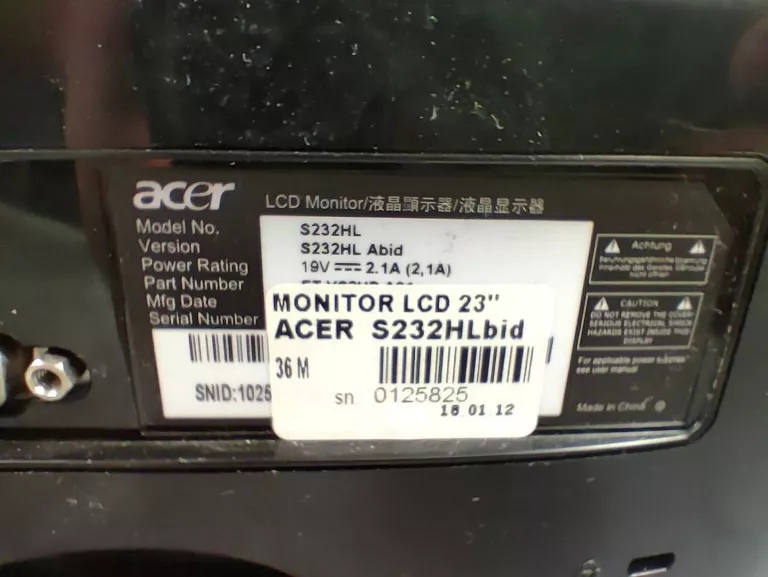 acer LCD Monitor/液晶顯示器/液晶显示器
Model No. S232HL
Version S232HL Abid
Power Rating 19V 2.1A (2,1A)
Part Number
Mfg Date
Serial Number
SNID:1025
MONITOR LCD 23"
ACER S232HLbid
36 M
sn 0125825
18 01 12
Achtung
CAUTION
DO NOT REMOVE THE COVER
SERIOUS ELECTRICAL SHOCK
HAZARDS EXIST INSIDE THIS
DISPLAY
For applicable power
see user manual
Made in China